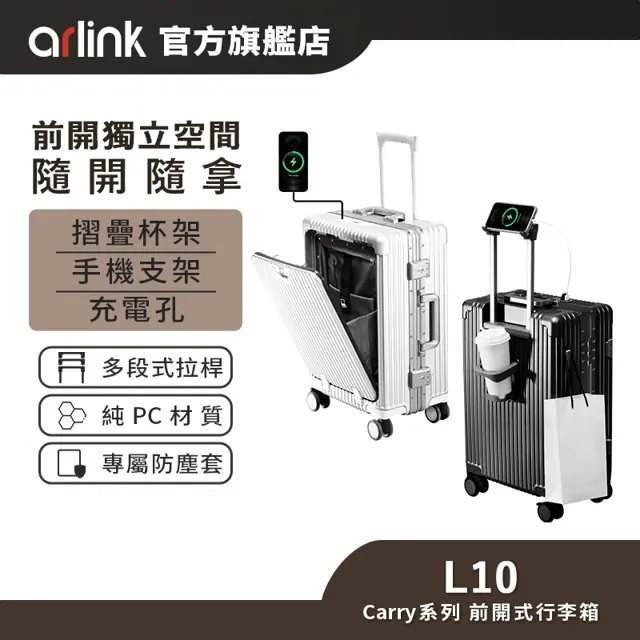 arlink 官方旗艦店
前開獨立空間
隨開隨拿
摺疊杯架
手機支架
充電孔
多段式拉桿
純PC材質
專屬防塵套
L10
Carry系列 前開式行李箱